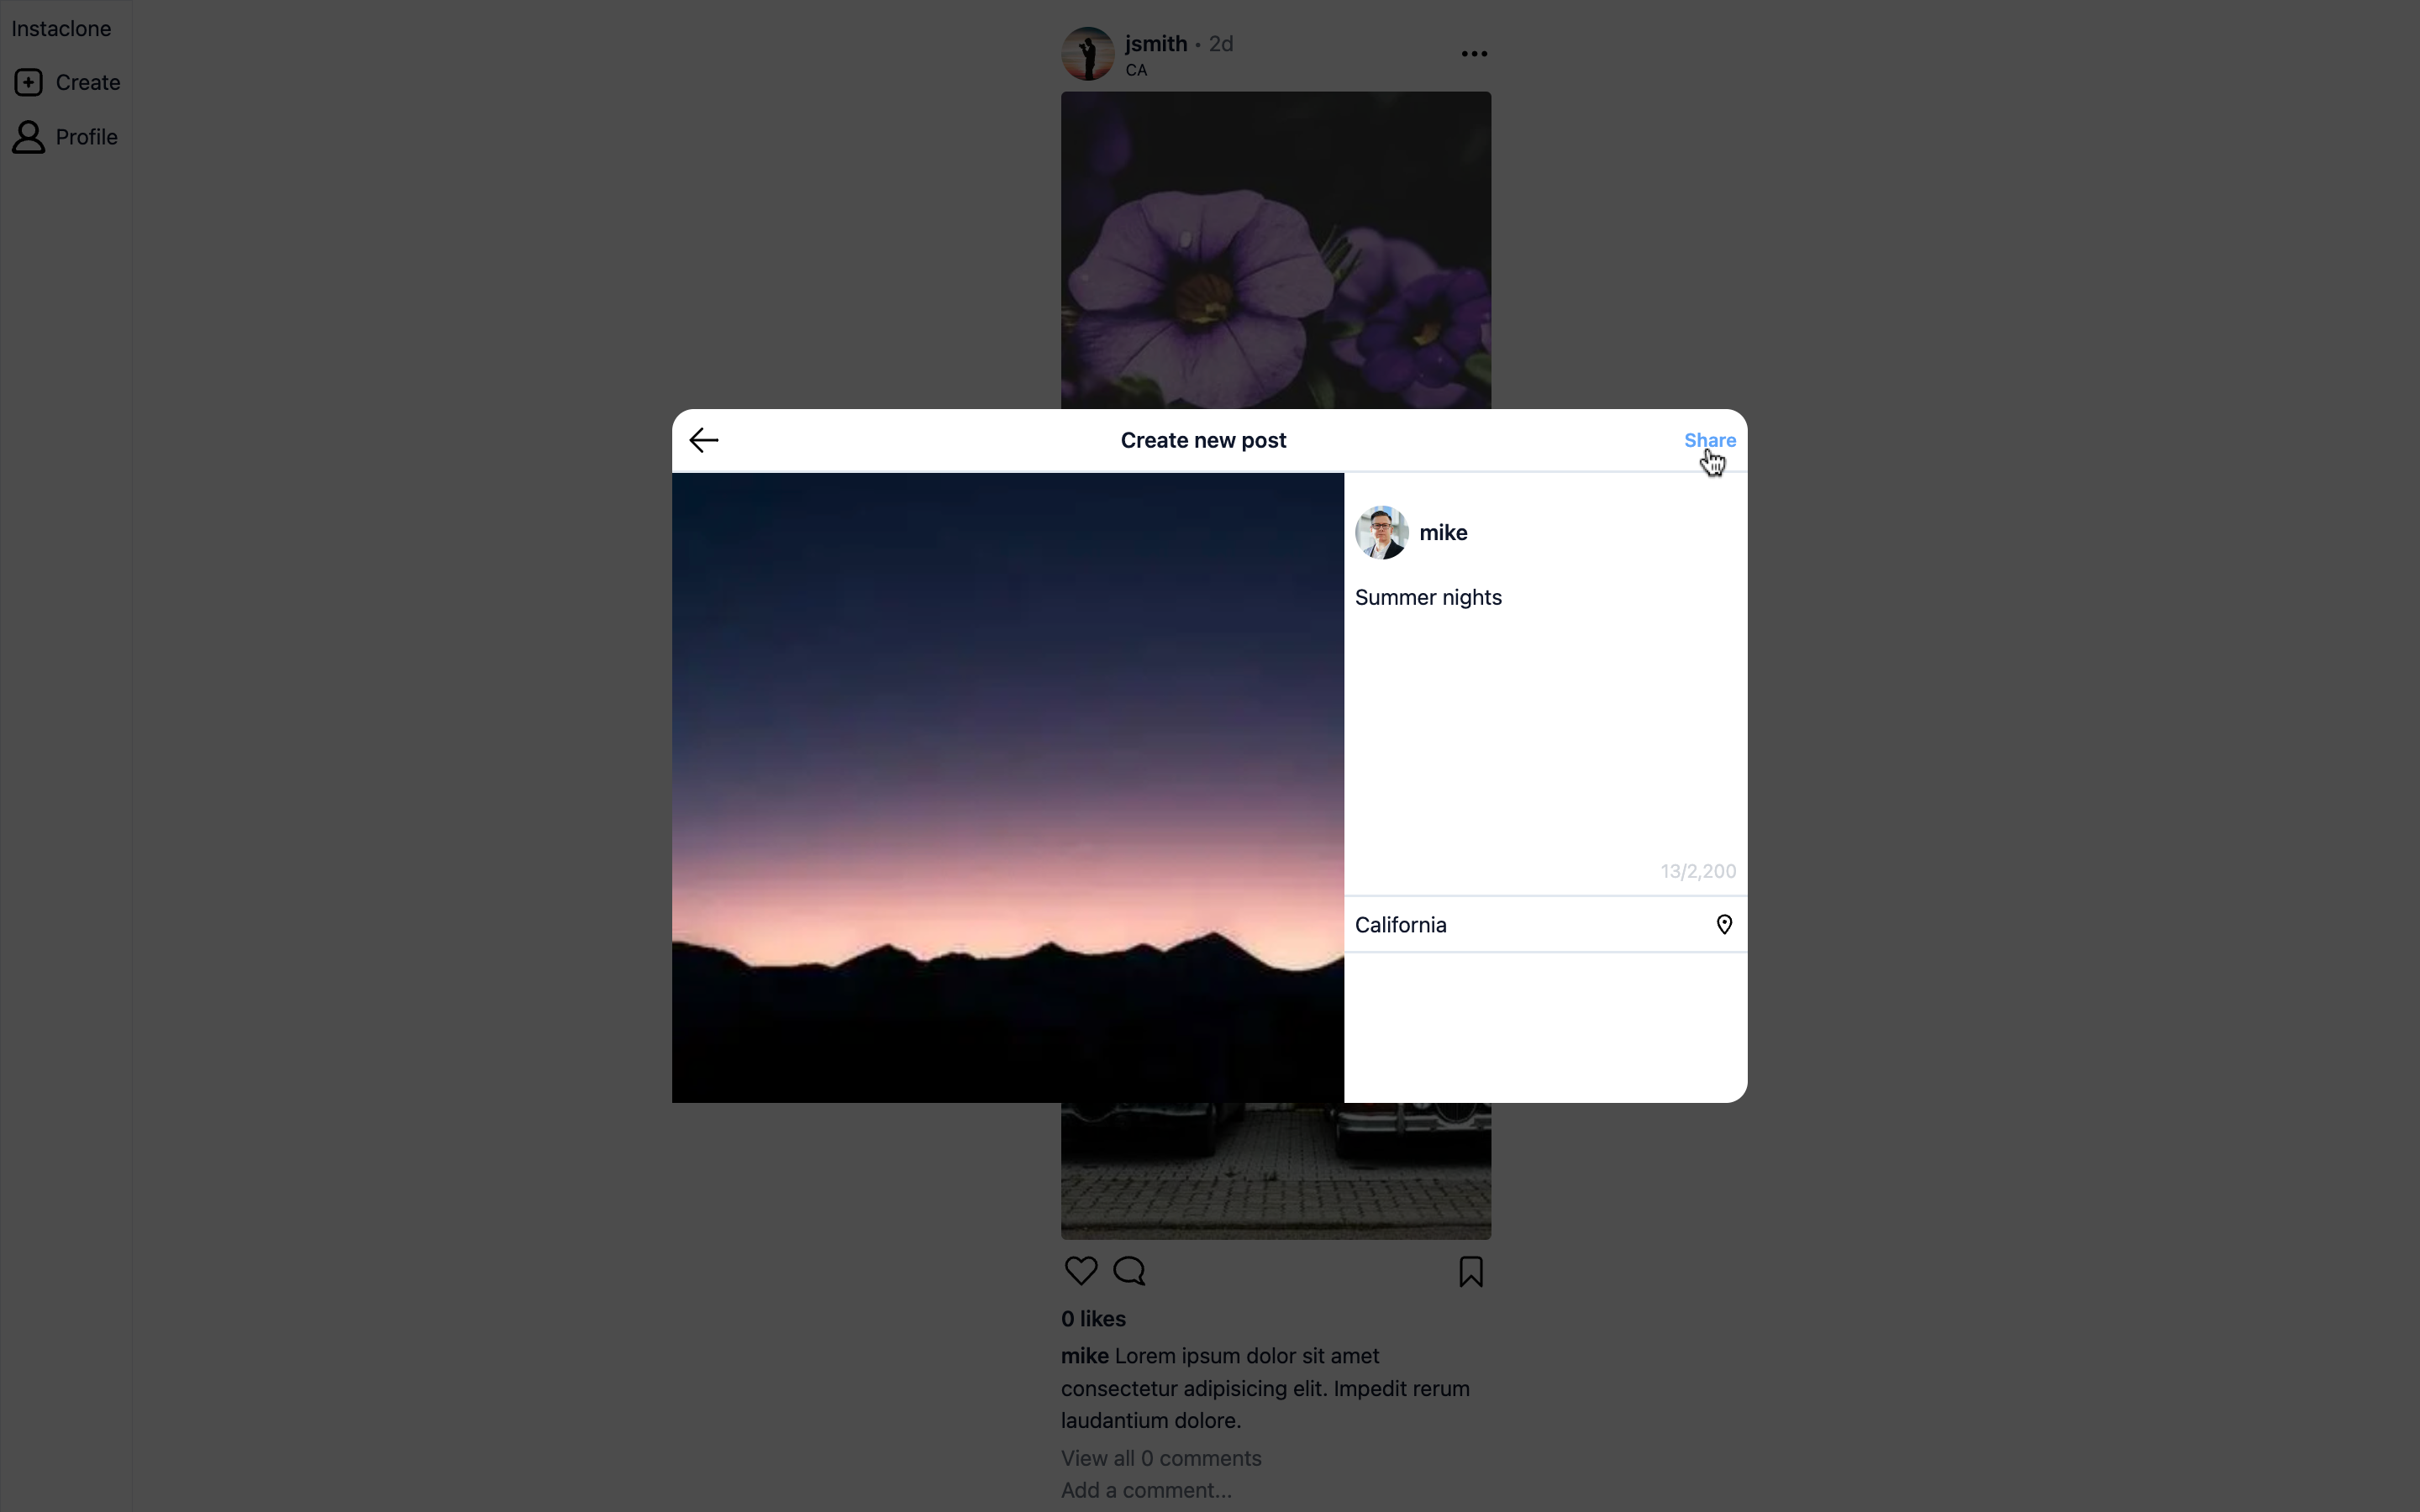 Instaclone
Create
Profile
jsmith • 2d
CA
Create new post
Share
mike
Summer nights
13/2,200
California
0 likes
mike Lorem ipsum dolor sit amet
consectetur adipisicing elit. Impedit rerum
laudantium dolore.
View all 0 comments
Add a comment...